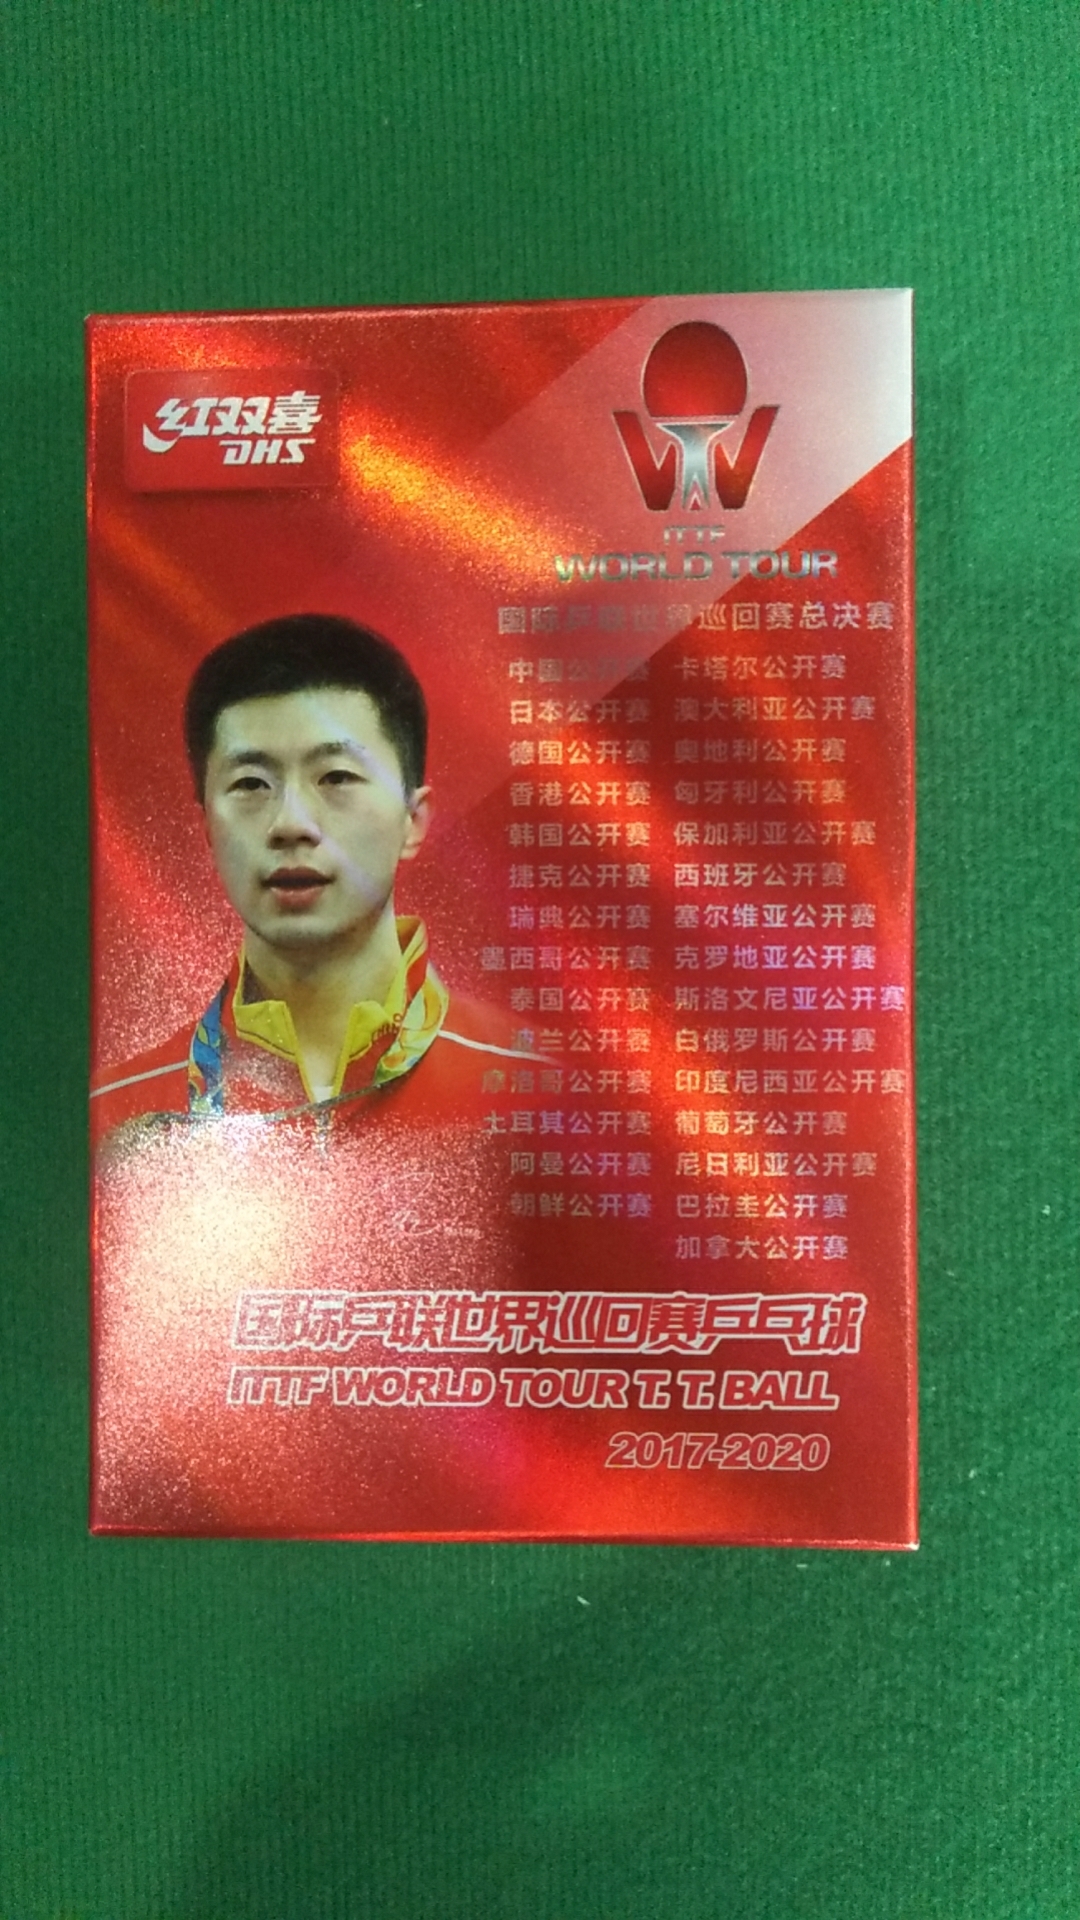 红双喜
DHS
ITTF
WORLD TOUR
国际乒联世界巡回赛总决赛
中国公开赛 卡塔尔公开赛
日本公开赛 澳大利亚公开赛
德国公开赛 奥地利公开赛
香港公开赛 匈牙利公开赛
韩国公开赛 保加利亚公开赛
捷克公开赛 西班牙公开赛
瑞典公开赛 塞尔维亚公开赛
墨西哥公开赛 克罗地亚公开赛
泰国公开赛 斯洛文尼亚公开赛
波兰公开赛 白俄罗斯公开赛
摩洛哥公开赛 印度尼西亚公开赛
土耳其公开赛 葡萄牙公开赛
阿曼公开赛 尼日利亚公开赛
朝鲜公开赛 巴拉圭公开赛
加拿大公开赛
国际乒联世界巡回赛乒乓球
ITTF WORLD TOUR T. T. BALL
2017-2020